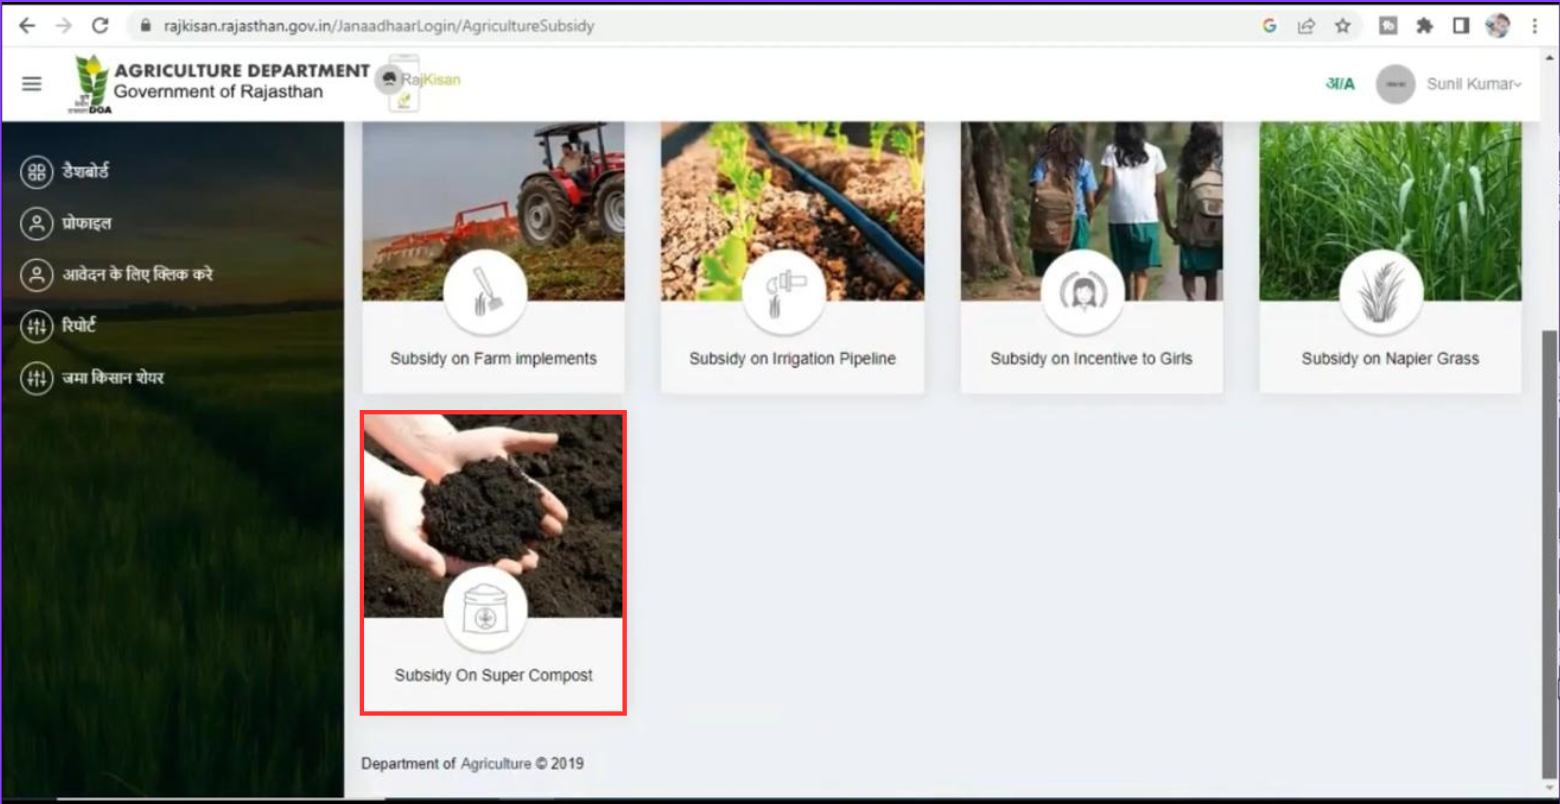 rajkisan.rajasthan.gov.in/JanaadhaarLogin/AgricultureSubsidy
AGRICULTURE DEPARTMENT
Government of Rajasthan
DOA
RajKisan
अ/A
Sunil Kumar
डैशबोर्ड
प्रोफाइल
आवेदन के लिए क्लिक करे
रिपोर्ट
जमा किसान शेयर
Subsidy on Farm implements
Subsidy on Irrigation Pipeline
Subsidy on Incentive to Girls
Subsidy on Napier Grass
Subsidy On Super Compost
Department of Agriculture © 2019